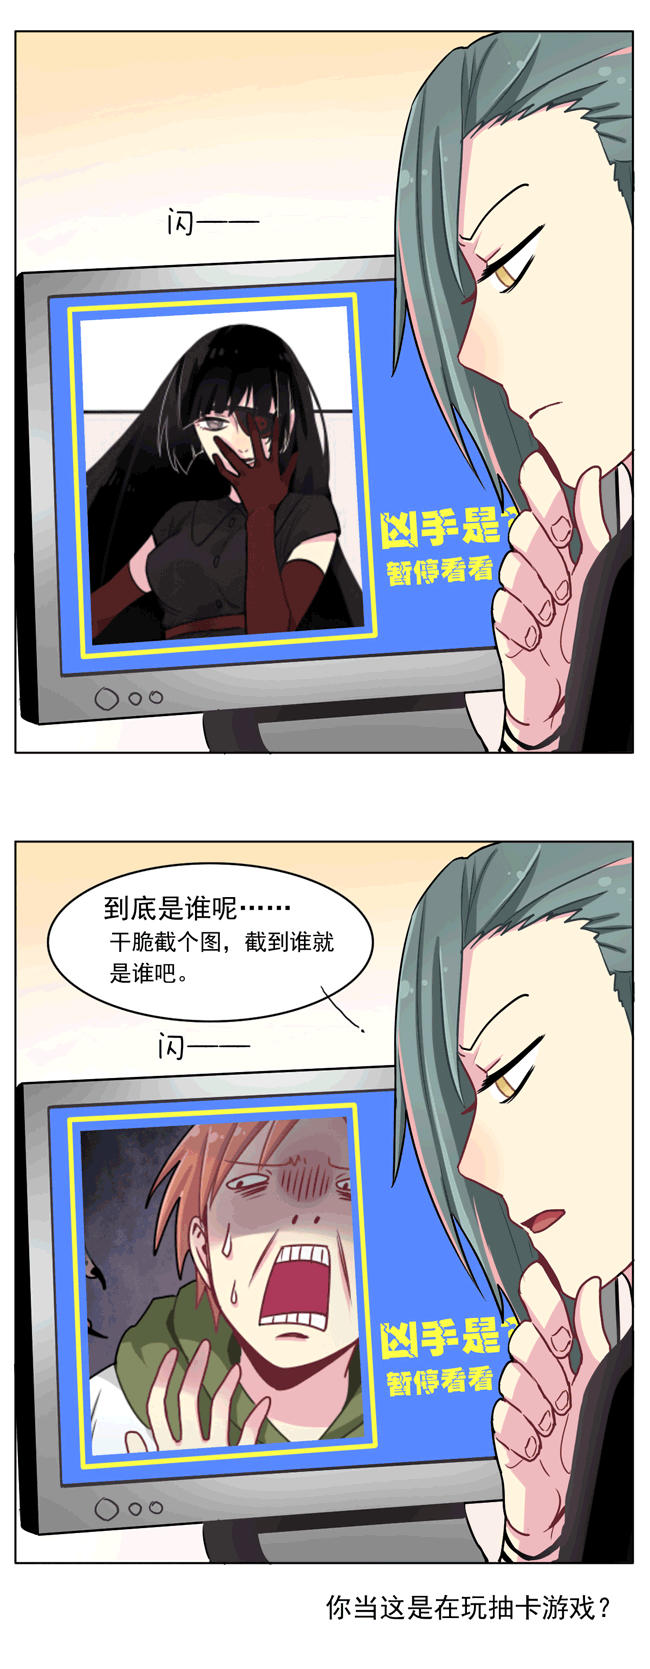 闪——
凶手是?
暂停看看
到底是谁呢……
干脆截个图，截到谁就
是谁吧。
闪——
凶手是?
暂停看看
你当这是在玩抽卡游戏？